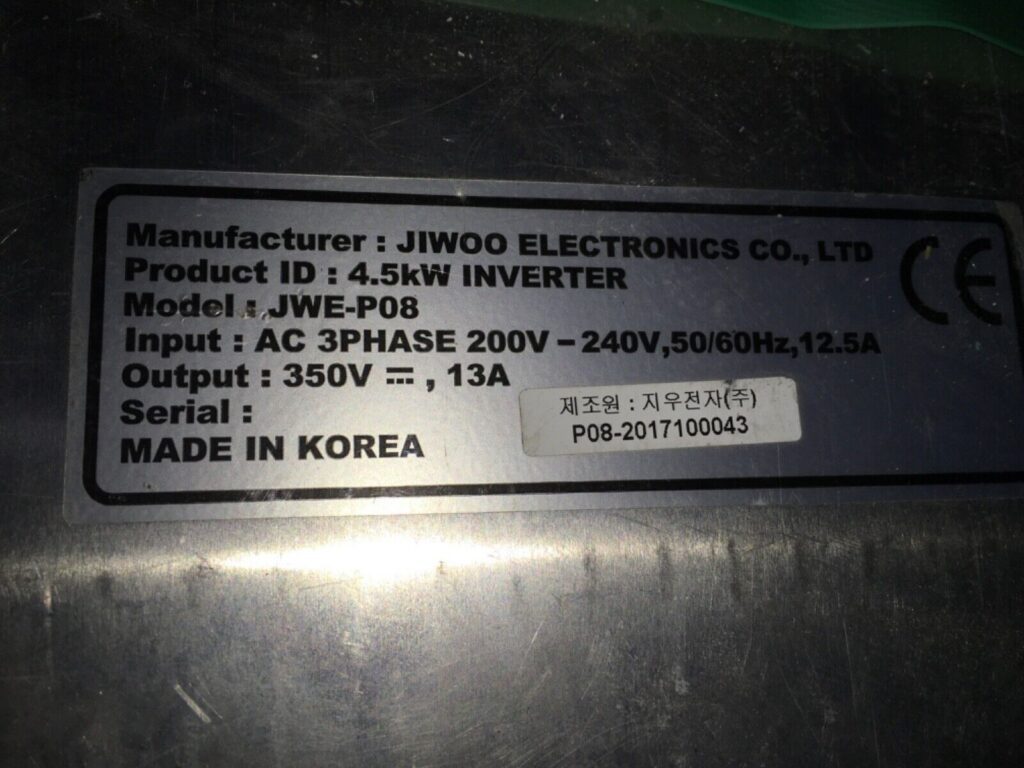 Manufacturer : JIWOO ELECTRONICS CO., LTD
Product ID : 4.5kW INVERTER
Model : JWE-P08
Input : AC 3PHASE 200V – 240V,50/60Hz,12.5A
Output : 350V ⎓ , 13A
Serial :
MADE IN KOREA
제조원 : 지우전자(주)
P08-2017100043
CE